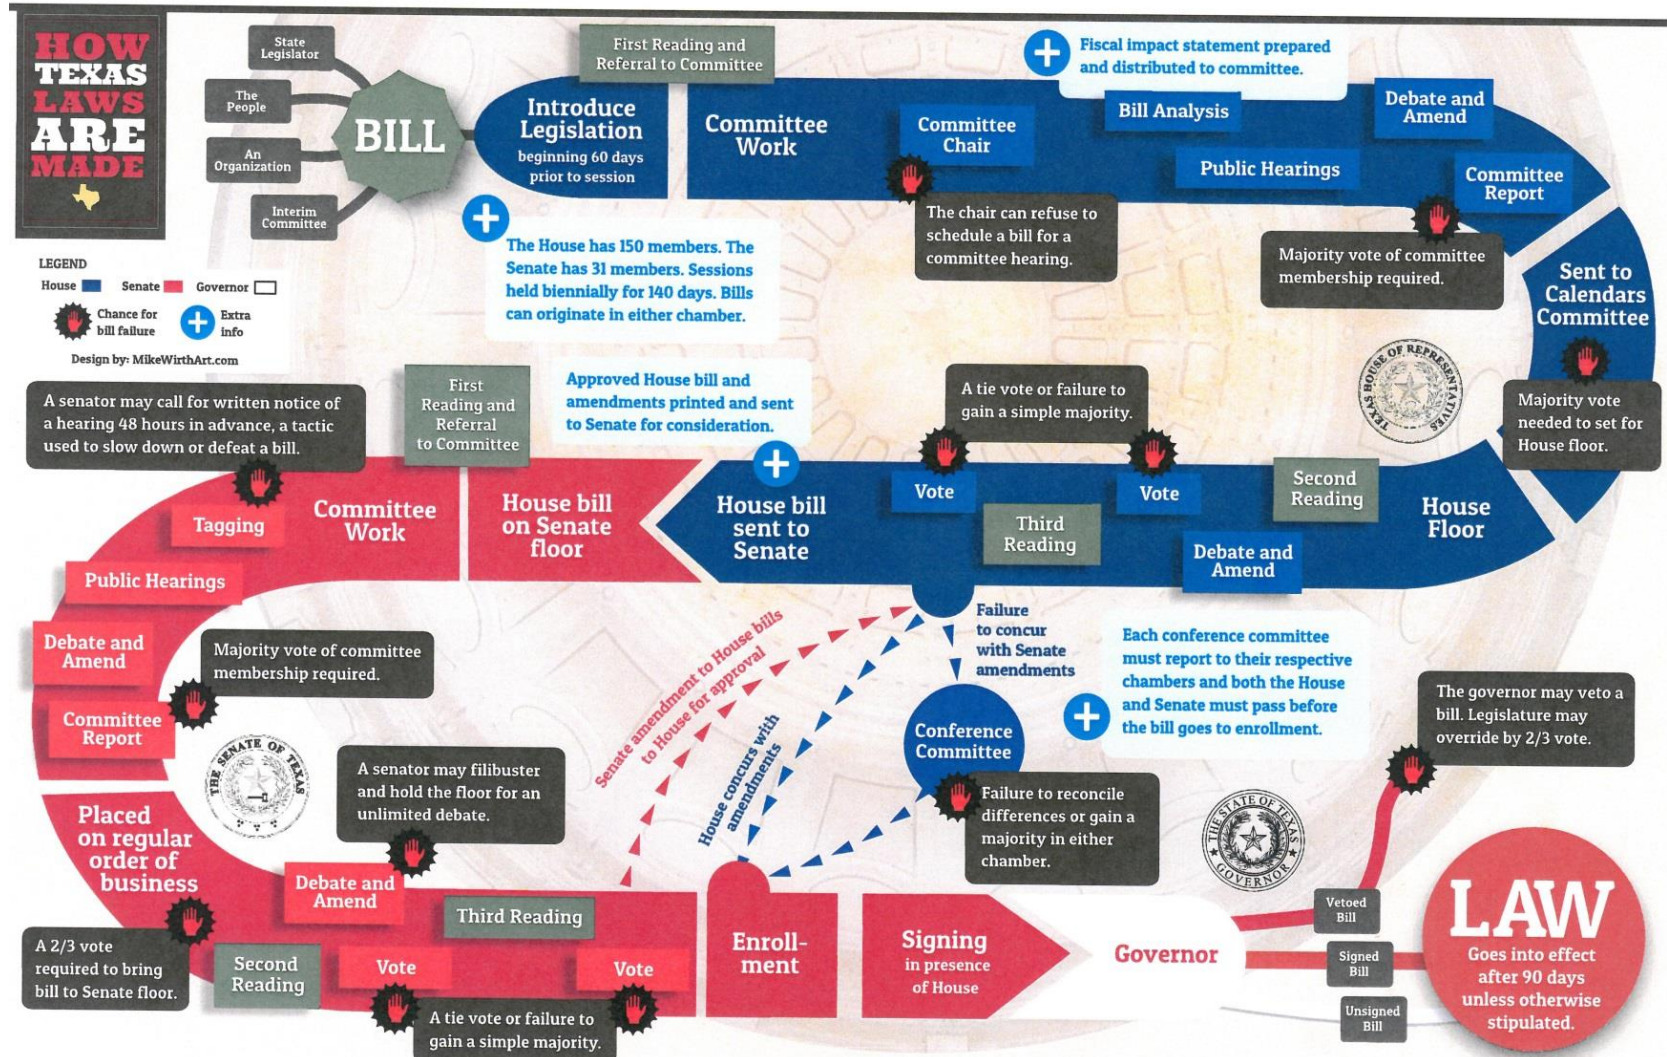 HOW
TEXAS
LAWS
ARE
MADE
State
Legislator
The
People
An
Organization
Interim
Committee
BILL
First Reading and
Referral to Committee
Introduce
Legislation
beginning 60 days
prior to session
Committee
Work
Committee
Chair
Fiscal impact statement prepared
and distributed to committee.
Bill Analysis
Public Hearings
Debate and
Amend
Committee
Report
The chair can refuse to
schedule a bill for a
committee hearing.
Majority vote of committee
membership required.
The House has 150 members. The
Senate has 31 members. Sessions
held biennially for 140 days. Bills
can originate in either chamber.
LEGEND
House
Senate
Governor
Chance for
bill failure
Extra
info
Design by: MikeWirthArt.com
Sent to
Calendars
Committee
Majority vote
needed to set for
House floor.
TEXAS HOUSE OF REPRESENTATIVES
House
Floor
Second
Reading
Debate and
Amend
Vote
Third
Reading
Vote
A tie vote or failure to
gain a simple majority.
Approved House bill and
amendments printed and sent
to Senate for consideration.
House bill
sent to
Senate
House bill
on Senate
floor
First
Reading and
Referral
to Committee
Committee
Work
A senator may call for written notice of
a hearing 48 hours in advance, a tactic
used to slow down or defeat a bill.
Tagging
Public Hearings
Debate and
Amend
Committee
Report
Majority vote of committee
membership required.
THE SENATE OF TEXAS
Placed
on regular
order of
business
A 2/3 vote
required to bring
bill to Senate floor.
Second
Reading
Debate and
Amend
A senator may filibuster
and hold the floor for an
unlimited debate.
Vote
Third Reading
Vote
A tie vote or failure to
gain a simple majority.
Senate amendment to House bills
to House for approval
House concurs with
amendments
Failure
to concur
with Senate
amendments
Conference
Committee
Each conference committee
must report to their respective
chambers and both the House
and Senate must pass before
the bill goes to enrollment.
Failure to reconcile
differences or gain a
majority in either
chamber.
Enroll-
ment
Signing
in presence
of House
Governor
THE STATE OF TEXAS
GOVERNOR
The governor may veto a
bill. Legislature may
override by 2/3 vote.
Vetoed
Bill
Signed
Bill
Unsigned
Bill
LAW
Goes into effect
after 90 days
unless otherwise
stipulated.